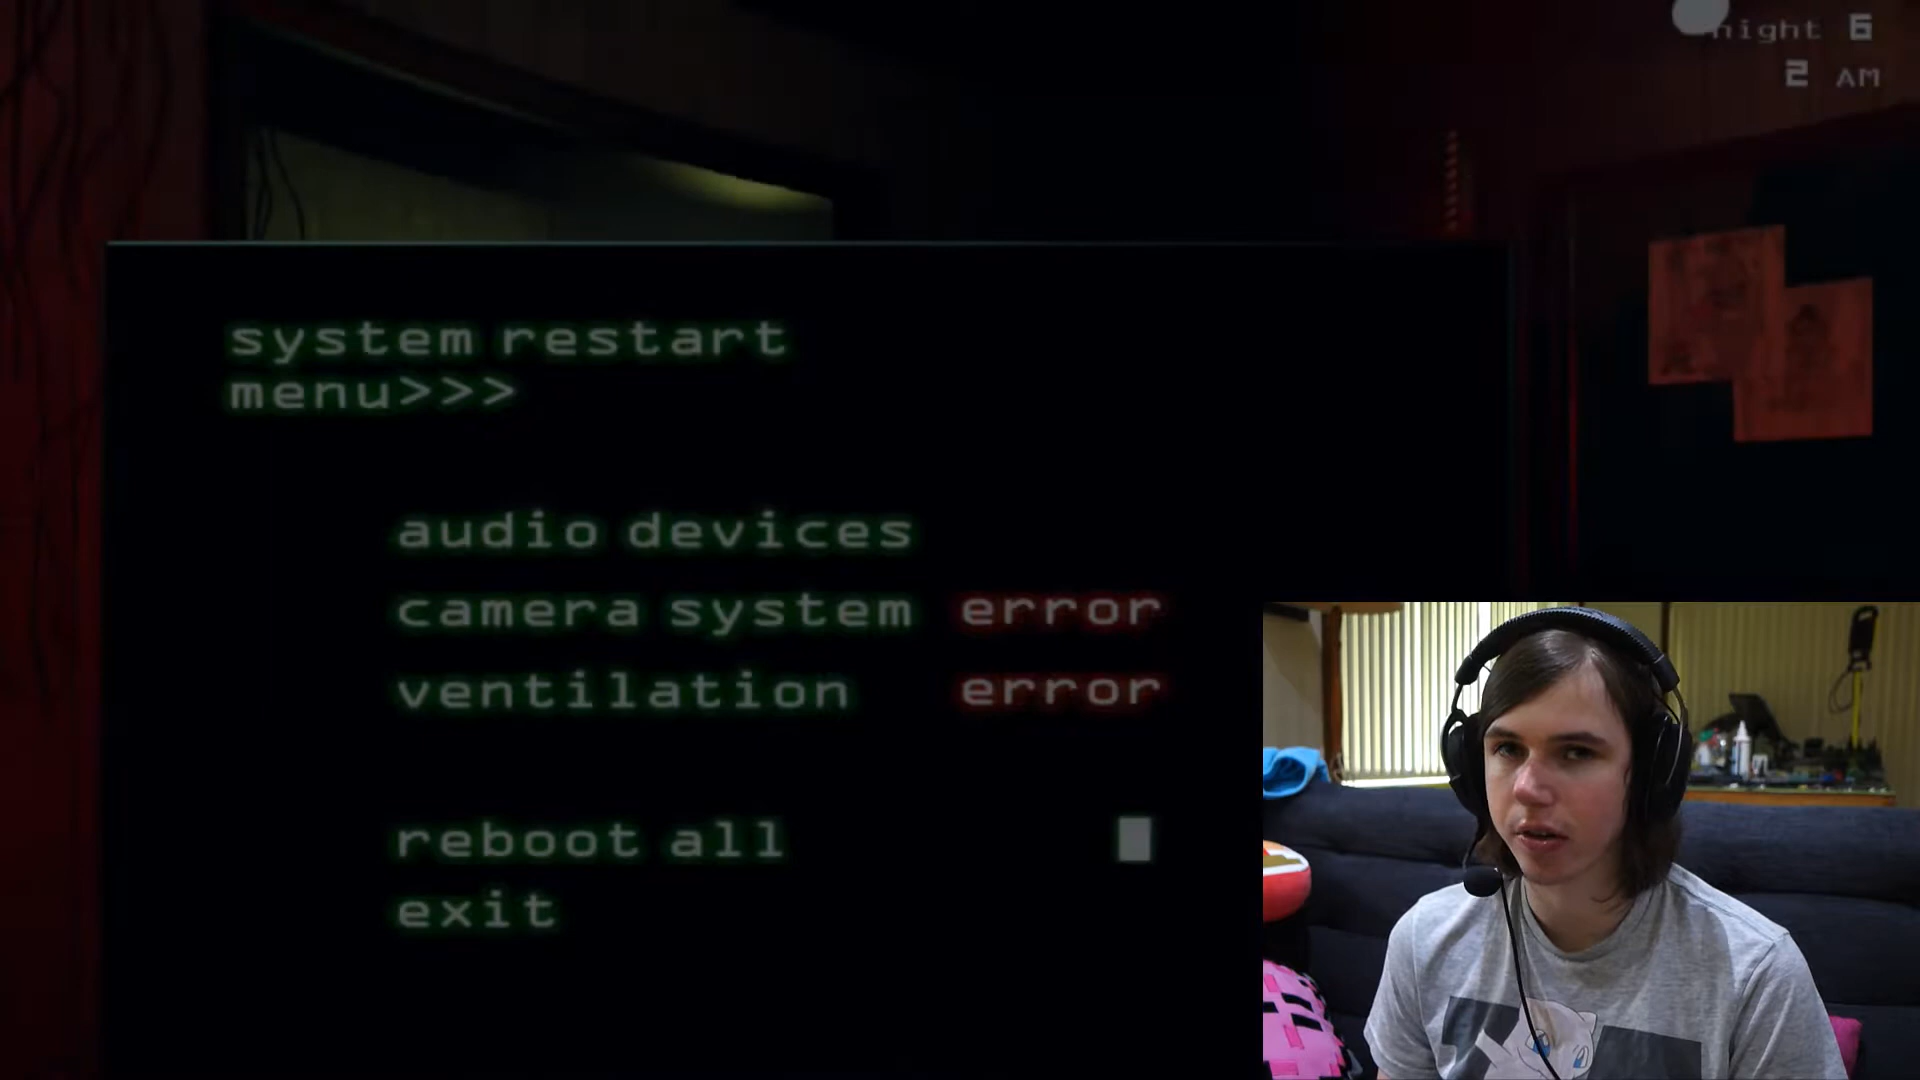 night 6
2 AM
system restart
menu>>>
audio devices
camera system error
ventilation error
reboot all
exit